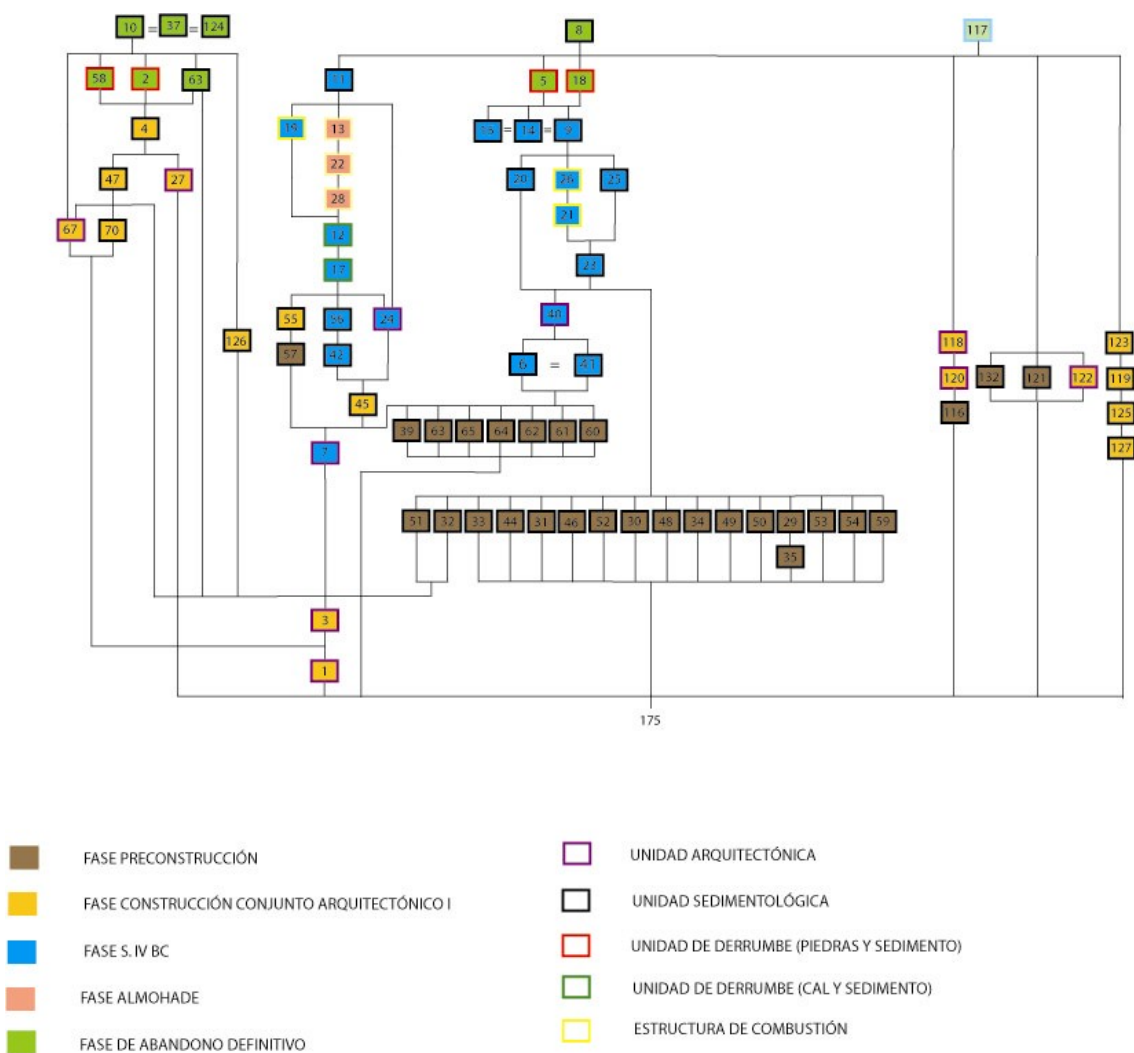 10 = 37 = 124
8
117
58 2 63
11
5 18
4
19 13
16 = 14 = 9
47 27
22
20 26 25
28
21
67 70
12
23
17
55 56 24
40
126
118 123
57 42
6 = 41
120 132 121 122 119
45
116 125
39 63 65 64 62 61 60
7
127
51 32 33 44 31 46 52 30 48 34 49 50 29 53 54 59
35
3
1
175
FASE PRECONSTRUCCIÓN
FASE CONSTRUCCIÓN CONJUNTO ARQUITECTÓNICO I
FASE S. IV BC
FASE ALMOHADE
FASE DE ABANDONO DEFINITIVO
UNIDAD ARQUITECTÓNICA
UNIDAD SEDIMENTOLÓGICA
UNIDAD DE DERRUMBE (PIEDRAS Y SEDIMENTO)
UNIDAD DE DERRUMBE (CAL Y SEDIMENTO)
ESTRUCTURA DE COMBUSTIÓN